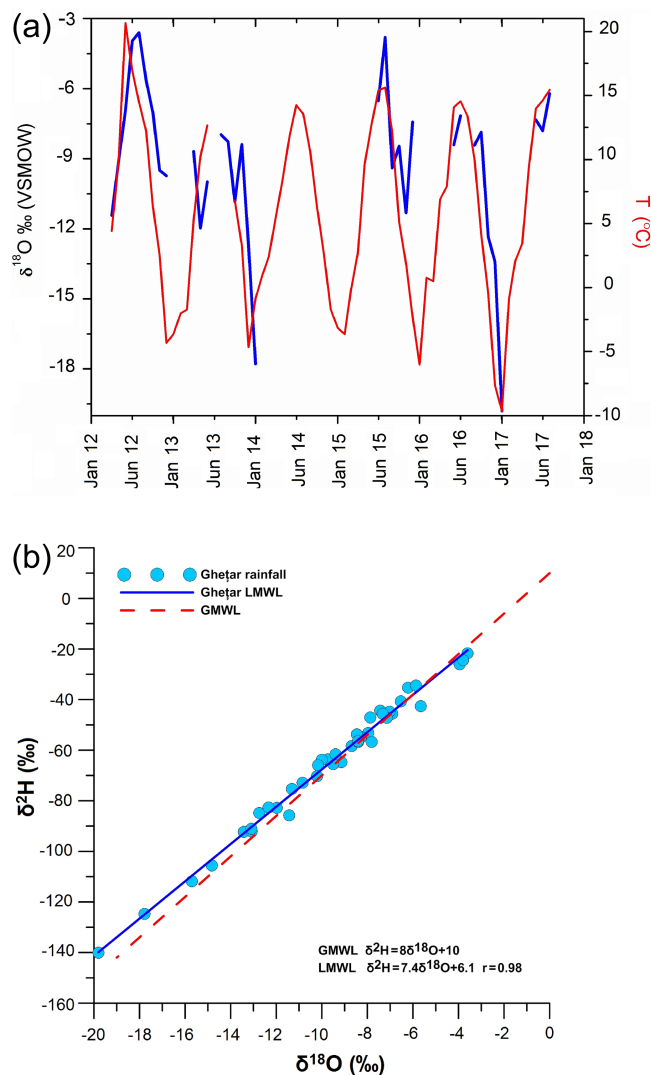 (a)
-3
-6
-9
-12
-15
-18
δ18O ‰ (VSMOW)
20
15
10
5
0
-5
-10
T (°C)
Jan 12
Jun 12
Jan 13
Jun 13
Jan 14
Jun 14
Jan 15
Jun 15
Jan 16
Jun 16
Jan 17
Jun 17
Jan 18
(b)
20
0
-20
-40
-60
-80
-100
-120
-140
-160
δ2H (‰)
Ghețar rainfall
Ghețar LMWL
GMWL
GMWL δ2H=8δ18O+10
LMWL δ2H=7.4δ18O+6.1 r=0.98
-20 -18 -16 -14 -12 -10 -8 -6 -4 -2 0
δ18O (‰)